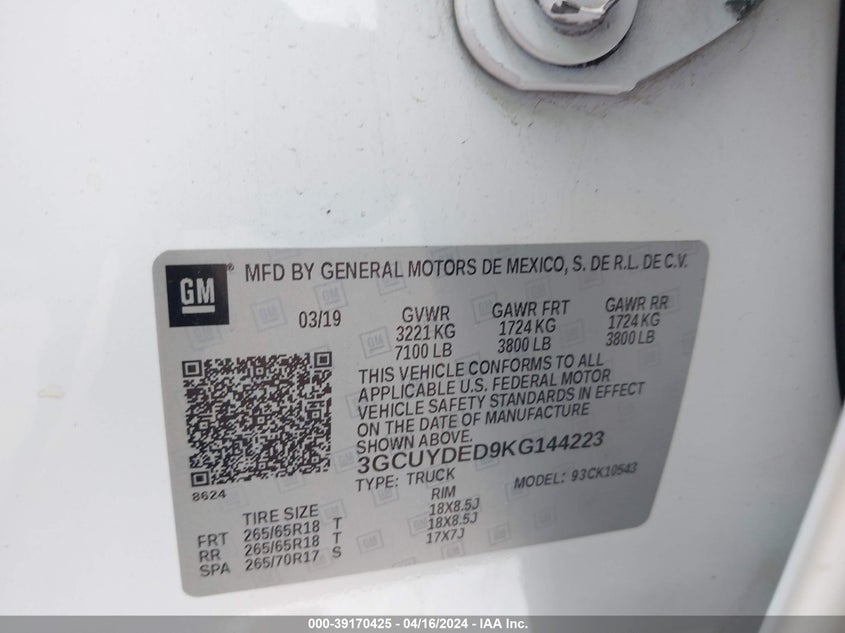 GM ® MFD BY GENERAL MOTORS DE MEXICO, S. DE R.L. DE C.V.
03/19 GVWR GAWR FRT GAWR RR
3221 KG 1724 KG 1724 KG
7100 LB 3800 LB 3800 LB
THIS VEHICLE CONFORMS TO ALL
APPLICABLE U.S. FEDERAL MOTOR
VEHICLE SAFETY STANDARDS IN EFFECT
ON THE DATE OF MANUFACTURE
SHOWN ABOVE.
3GCUYDED9KG144223
8624 TYPE: TRUCK MODEL: 93CK10543
TIRE SIZE RIM
FRT 265/65R18 T 18X8.5J
RR 265/65R18 T 18X8.5J
SPA 265/70R17 S 17X7J
000-39170425 - 04/16/2024 - IAA Inc.